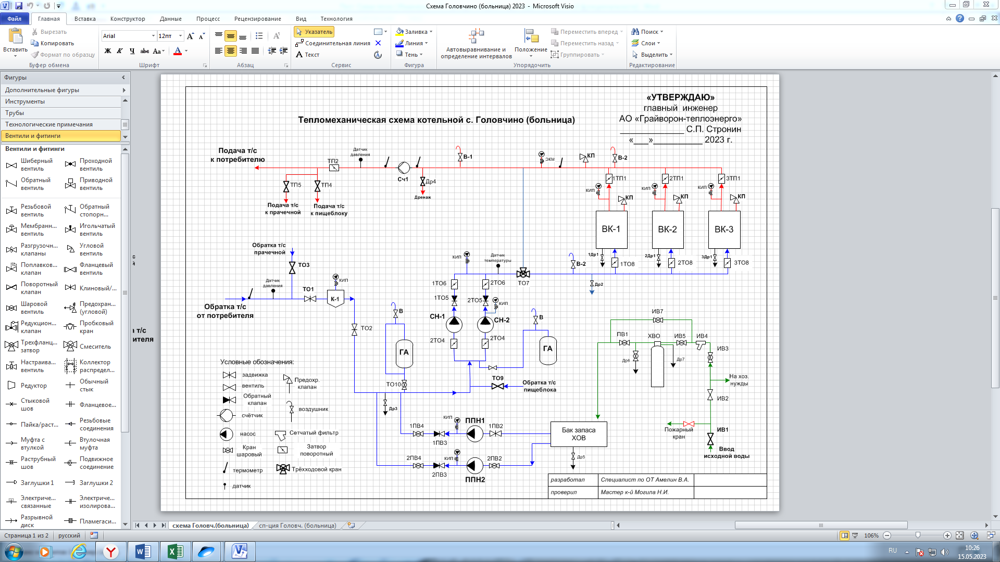 Схема Головчино (больница) 2023 - Microsoft Visio
Файл
Главная
Вставка
Конструктор
Данные
Процесс
Рецензирование
Вид
Технология
Вставить
Вырезать
Копировать
Формат по образцу
Буфер обмена
Arial
12пт
Ж К Ч abc Aa
Шрифт
Абзац
Указатель
Соединительная линия
Текст
Сервис
Заливка
Линия
Тень
Фигура
Автовыравнивание и
определение интервалов
Положение
Переместить вперед
Переместить назад
Группировать
Упорядочить
Поиск
Слои
Выделить
Редактирование
Фигуры
Дополнительные фигуры
Инструменты
Трубы
Технологические примечания
Вентили и фитинги
Вентили и фитинги
Шиберный
вентиль
Проходной
вентиль
Обратный
вентиль
Приводной
вентиль
Резьбовой
вентиль
Обратный
стопорн...
Мембранн...
вентиль
Игольчатый
вентиль
Разгрузочн...
клапаны
Угловой
вентиль
Поплавков...
клапан
Фланцевый
вентиль
Поворотный
клапан
Клиновый/...
Шаровой
вентиль
Предохран...
(угловой)
Редукцион...
клапан
Пробковый
кран
Трехфланц...
затвор
Смеситель
Настраива...
вентиль
Коллектор
распредел...
Редуктор
Обычный
стык
Стыковой
шов
Фланцевое...
Пайка/раст...
Резьбовые
соединения
Муфта с
втулкой
Втулочная
муфта
Раструбный
шов
Подвижное
соединение
Заглушки 1
Заглушки 2
Электриче...
связанные
Электриче...
изолирова...
Разрывной
диск
Пламегаси...
«УТВЕРЖДАЮ»
главный инженер
АО «Грайворон-теплоэнерго»
_____________ С.П. Стронин
«___»__________ 2023 г.
Тепломеханическая схема котельной с. Головчино (больница)
Подача т/с
к потребителю
ТП2
Датчик
давления
Сч1
В-1
Др4
Дренаж
ЭКМ
КП
В-2
ТП5
ТП4
Подача т/с
к прачечной
Подача т/с
к пищеблоку
1ТП1
2ТП1
3ТП1
КИП
КИП
КИП
КП
КП
КП
ВК-1
ВК-2
ВК-3
1Др1
2Др1
3Др1
1ТО8
2ТО8
3ТО8
Обратка т/с
прачечной
ТО3
Датчик
давления
ТО1
КИП
К-1
Обратка т/с
от потребителя
ТО2
КИП
Датчик
температуры
ТО7
В-2
Др2
1ТО6
2ТО6
1ТО5
2ТО5
КИП
СН-1
СН-2
2ТО4
2ТО4
В
ГА
В
ГА
ТО10
ТО9
Обратка т/с
пищеблока
Др3
а т/с
ителя
Условные обозначения:
задвижка
вентиль
Обратный
клапан
счётчик
насос
Кран
шаровый
термометр
датчик
Предохр.
клапан
воздушник
Сетчатый фильтр
Затвор
поворотный
Трёхходовой кран
ИВ7
ПВ1
ХВО
ИВ5
ИВ4
ИВ3
Др6
Др7
На хоз.
нужды
ИВ2
Пожарный
кран
ИВ1
Ввод
исходной воды
КИП
ППН1
1ПВ4
1ПВ3
1ПВ2
Бак запаса
ХОВ
Др5
2ПВ4
КИП
2ПВ3
2ПВ2
ППН2
разработал
Специалист по ОТ Амелин В.А.
проверил
Мастер к-й Могила Н.И.
схема Головч.(больница)
сп-ция Головч. (больница)
Страница 1 из 2
русский
106%
RU
10:26
15.05.2023